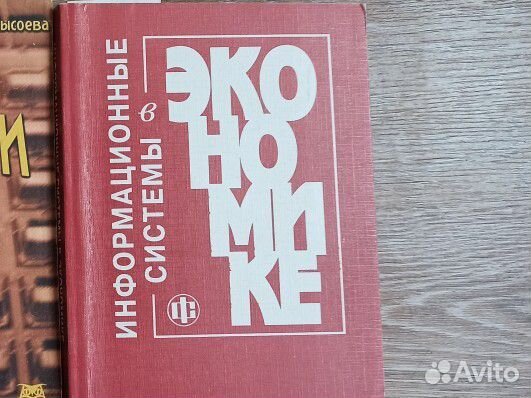 ысоева
И
ИНФОРМАЦИОННЫЕ
СИСТЕМЫ
в
ЭКО
НО
МИ
КЕ
Avito